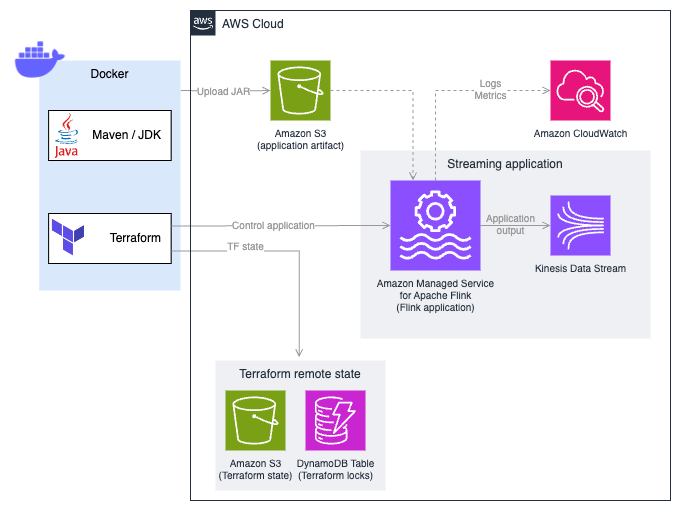 aws
AWS Cloud
Docker
Upload JAR
Logs
Metrics
Java
Maven / JDK
Amazon S3
(application artifact)
Amazon CloudWatch
Streaming application
Terraform
Control application
Application
output
TF state
Amazon Managed Service
for Apache Flink
(Flink application)
Kinesis Data Stream
Terraform remote state
Amazon S3
(Terraform state)
DynamoDB Table
(Terraform locks)